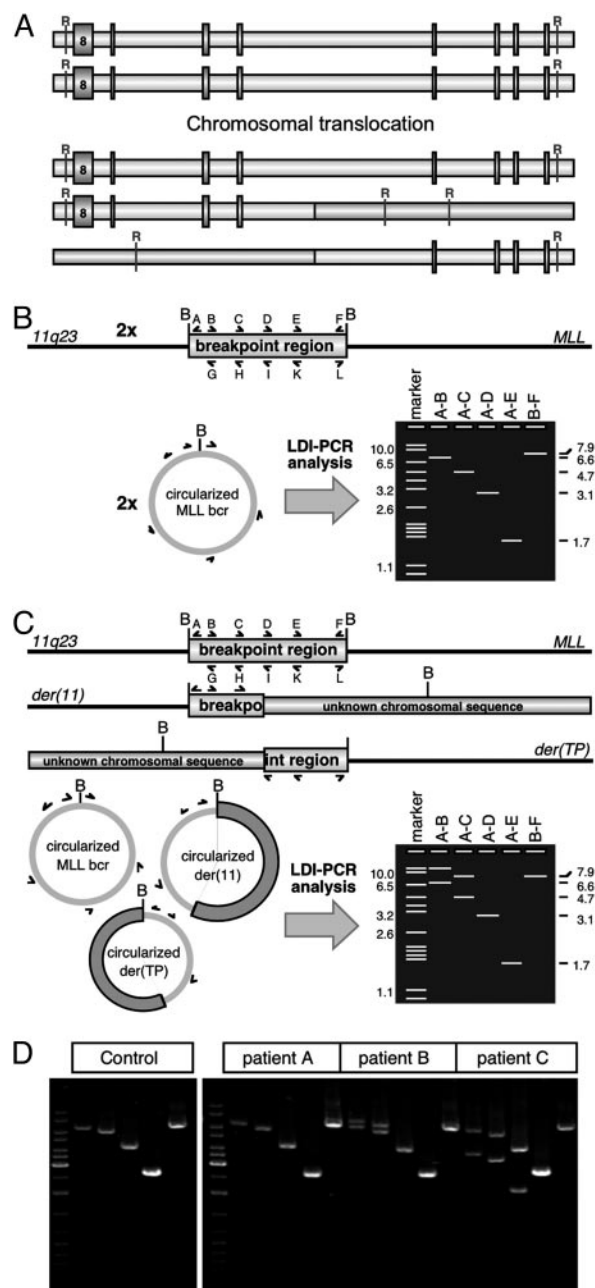 A
R R
8
R R
8
Chromosomal translocation
R R
8
R R R
8
R R
B
11q23 2x B A B C D E F B MLL
breakpoint region
G H I K L
marker A-B A-C A-D A-E B-F
B
2x circularized MLL bcr
LDI-PCR analysis
10.0 7.9
6.5 6.6
4.7
3.2 3.1
2.6
1.7
1.1
C
11q23 B A B C D E F B MLL
breakpoint region
G H I K L
B
der(11) breakpo unknown chromosomal sequence
B
unknown chromosomal sequence int region der(TP)
B
circularized MLL bcr
B
circularized der(11)
B
circularized der(TP)
LDI-PCR analysis
marker A-B A-C A-D A-E B-F
10.0 7.9
6.5 6.6
4.7
3.2 3.1
2.6
1.7
1.1
D
Control patient A patient B patient C